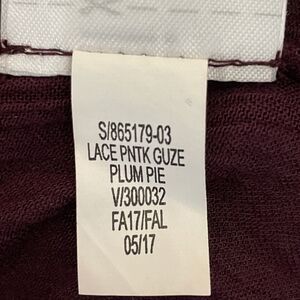 S/865179-03
LACE PNTK GUZE
PLUM PIE
V/300032
FA17/FAL
05/17